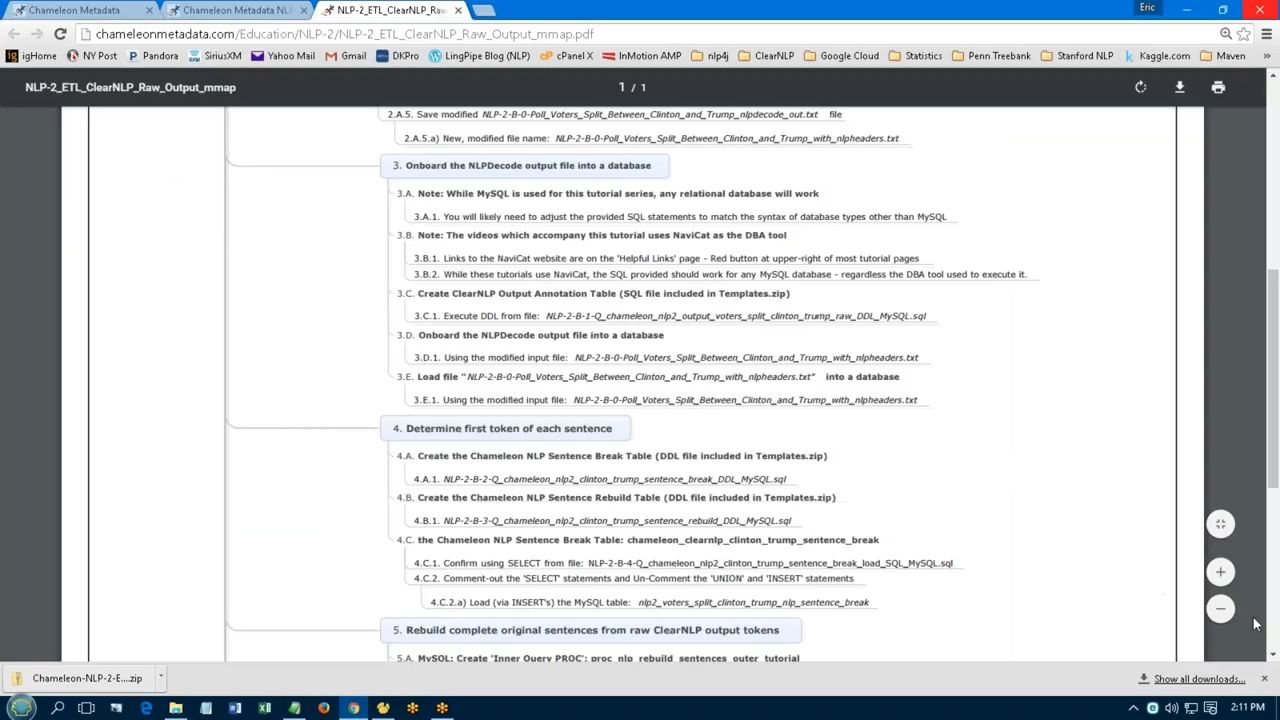 Chameleon Metadata
Chameleon Metadata NLP
NLP-2_ETL_ClearNLP_Raw
Eric
chameleonmetadata.com/Education/NLP-2/NLP-2_ETL_ClearNLP_Raw_Output_mmap.pdf
igHome
NY Post
Pandora
SiriusXM
Yahoo Mail
Gmail
DKPro
LingPipe Blog (NLP)
cPanel X
InMotion AMP
nlp4j
ClearNLP
Google Cloud
Statistics
Penn Treebank
Stanford NLP
Kaggle.com
Maven
NLP-2_ETL_ClearNLP_Raw_Output_mmap
1 / 1
2.A.5. Save modified NLP-2-B-0-Poll_Voters_Split_Between_Clinton_and_Trump_nlpdecode_out.txt file
2.A.5.a) New, modified file name: NLP-2-B-0-Poll_Voters_Split_Between_Clinton_and_Trump_with_nlpheaders.txt
3. Onboard the NLPDecode output file into a database
3.A. Note: While MySQL is used for this tutorial series, any relational database will work
3.A.1. You will likely need to adjust the provided SQL statements to match the syntax of database types other than MySQL
3.B. Note: The videos which accompany this tutorial uses NaviCat as the DBA tool
3.B.1. Links to the NaviCat website are on the 'Helpful Links' page - Red button at upper-right of most tutorial pages
3.B.2. While these tutorials use NaviCat, the SQL provided should work for any MySQL database - regardless the DBA tool used to execute it.
3.C. Create ClearNLP Output Annotation Table (SQL file included in Templates.zip)
3.C.1. Execute DDL from file: NLP-2-B-1-Q_chameleon_nlp2_output_voters_split_clinton_trump_raw_DDL_MySQL.sql
3.D. Onboard the NLPDecode output file into a database
3.D.1. Using the modified input file: NLP-2-B-0-Poll_Voters_Split_Between_Clinton_and_Trump_with_nlpheaders.txt
3.E. Load file "NLP-2-B-0-Poll_Voters_Split_Between_Clinton_and_Trump_with_nlpheaders.txt" into a database
3.E.1. Using the modified input file: NLP-2-B-0-Poll_Voters_Split_Between_Clinton_and_Trump_with_nlpheaders.txt
4. Determine first token of each sentence
4.A. Create the Chameleon NLP Sentence Break Table (DDL file included in Templates.zip)
4.A.1. NLP-2-B-2-Q_chameleon_nlp2_clinton_trump_sentence_break_DDL_MySQL.sql
4.B. Create the Chameleon NLP Sentence Rebuild Table (DDL file included in Templates.zip)
4.B.1. NLP-2-B-3-Q_chameleon_nlp2_clinton_trump_sentence_rebuild_DDL_MySQL.sql
4.C. the Chameleon NLP Sentence Break Table: chameleon_clearnlp_clinton_trump_sentence_break
4.C.1. Confirm using SELECT from file: NLP-2-B-4-Q_chameleon_nlp2_clinton_trump_sentence_break_load_SQL_MySQL.sql
4.C.2. Comment-out the 'SELECT' statements and Un-Comment the 'UNION' and 'INSERT' statements
4.C.2.a) Load (via INSERT's) the MySQL table: nlp2_voters_split_clinton_trump_nlp_sentence_break
5. Rebuild complete original sentences from raw ClearNLP output tokens
5.A. MySQL: Create 'Inner Query PROC': proc_nlp_rebuild_sentences_outer_tutorial
Chameleon-NLP-2-E....zip
Show all downloads...
2:11 PM